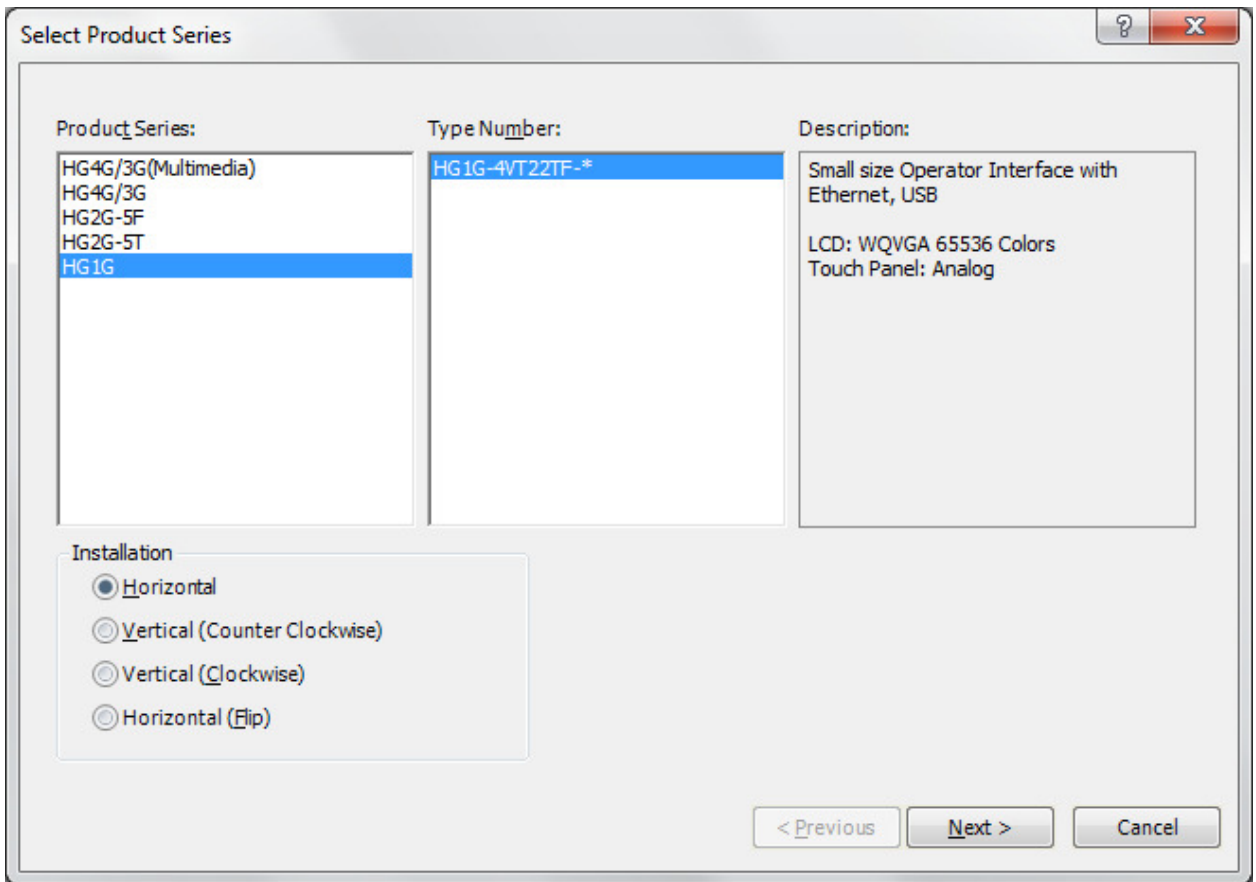 Select Product Series
Product Series:
HG4G/3G(Multimedia)
HG4G/3G
HG2G-5F
HG2G-5T
HG1G
Type Number:
HG1G-4VT22TF-*
Description:
Small size Operator Interface with
Ethernet, USB
LCD: WQVGA 65536 Colors
Touch Panel: Analog
Installation
Horizontal
Vertical (Counter Clockwise)
Vertical (Clockwise)
Horizontal (Flip)
< Previous
Next >
Cancel